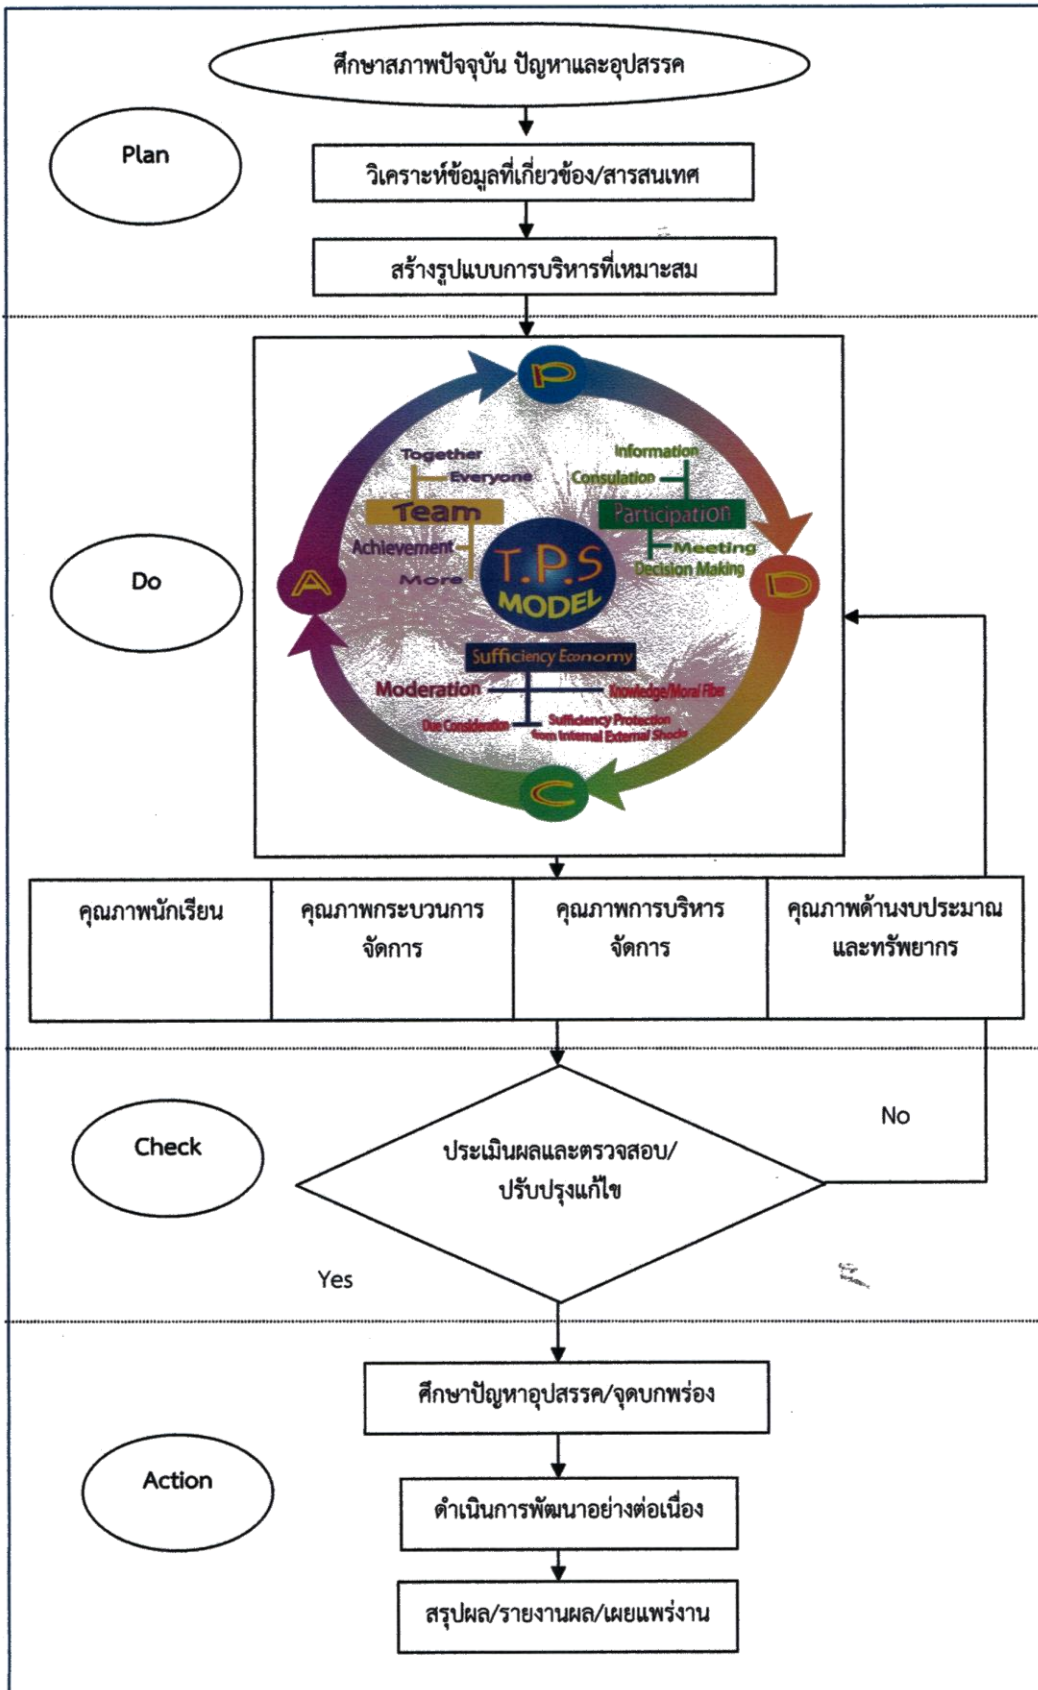 ศึกษาสภาพปัจจุบัน ปัญหาและอุปสรรค
Plan
วิเคราะห์ข้อมูลที่เกี่ยวข้อง/สารสนเทศ
สร้างรูปแบบการบริหารที่เหมาะสม
P
Together
Everyone
Team
Achievement
More
Information
Consulation
Participation
Meeting
Decision Making
T.P.S
MODEL
Do
A
D
Sufficiency Economy
Moderation
Knowledge/Moral Fiber
Due Consideration
Sufficiency Protection
from Internal External Shocks
C
คุณภาพนักเรียน
คุณภาพกระบวนการ
จัดการ
คุณภาพการบริหาร
จัดการ
คุณภาพด้านงบประมาณ
และทรัพยากร
Check
ประเมินผลและตรวจสอบ/
ปรับปรุงแก้ไข
No
Yes
ศึกษาปัญหาอุปสรรค/จุดบกพร่อง
Action
ดำเนินการพัฒนาอย่างต่อเนื่อง
สรุปผล/รายงานผล/เผยแพร่งาน